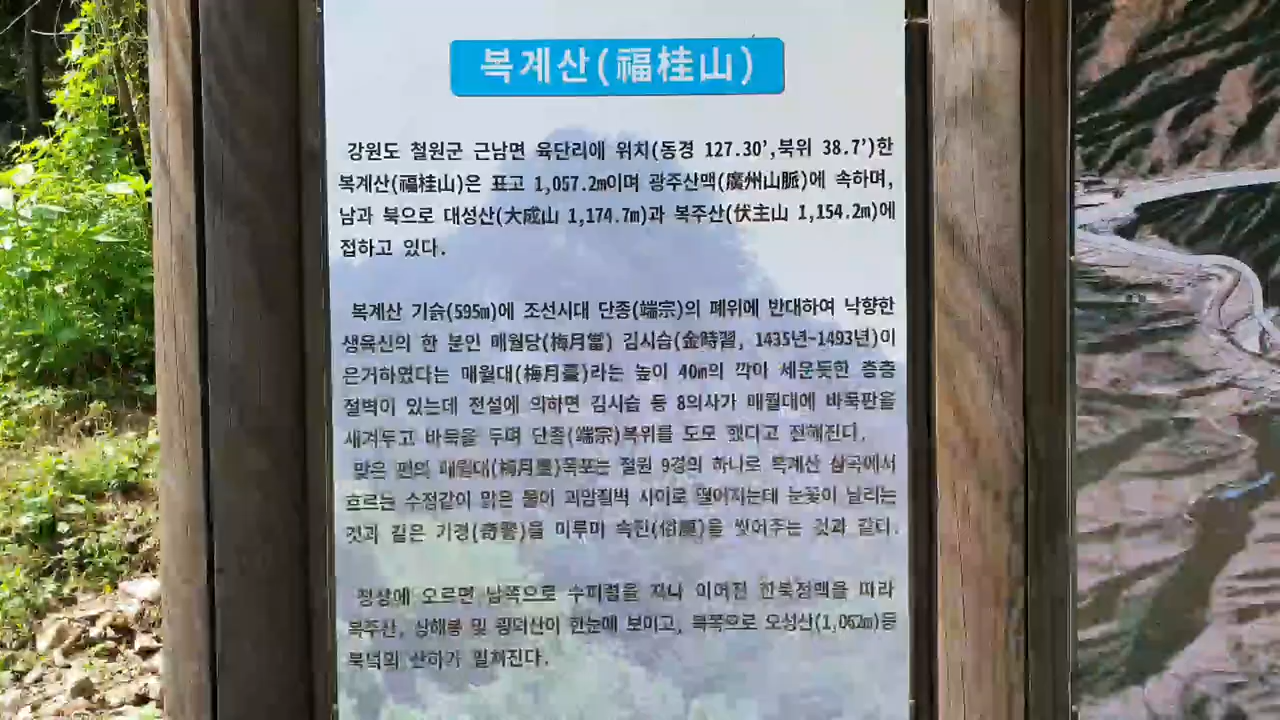 복계산(福桂山)
강원도 철원군 근남면 육단리에 위치(동경 127.30′,북위 38.7′)한
복계산(福桂山)은 표고 1,057.2m이며 광주산맥(廣州山脈)에 속하며,
남과 북으로 대성산(大成山 1,174.7m)과 복주산(伏主山 1,154.2m)에
접하고 있다.
복계산 기슭(595m)에 조선시대 단종(端宗)의 폐위에 반대하여 낙향한
생육신의 한 분인 매월당(梅月當) 김시습(金時習, 1435년~1493년)이
은거하였다는 매월대(梅月臺)라는 높이 40m의 깍아 세운듯한 층층
절벽이 있는데 전설에 의하면 김시습 등 8의사가 매월대에 바둑판을
새겨두고 바둑을 두며 단종(端宗)복위를 도모 했다고 전해진다.
맞은 편의 매월대(梅月臺)폭포는 철원 9경의 하나로 복계산 삼곡에서
흐르는 수정같이 맑은 물이 괴암절벽 사이로 떨어지는데 눈꽃이 날리는
것과 같은 기경(奇警)을 이루며 속진(俗塵)을 씻어주는 것과 같다.
정상에 오르면 남쪽으로 수피령을 지나 이어진 한북정맥을 따라
복주산, 상해봉 및 광덕산이 한눈에 보이고, 북쪽으로 오성산(1,062m)등
북녘의 산하가 펼쳐진다.